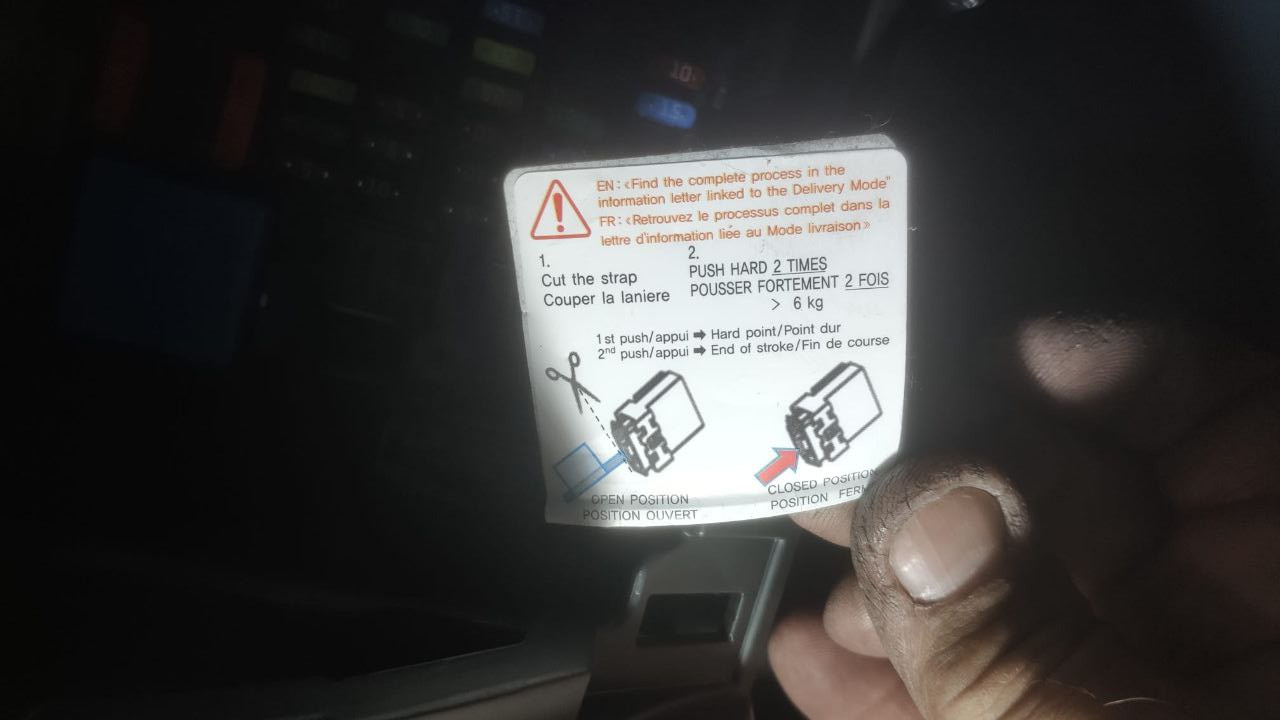 10
15
EN : «Find the complete process in the
information letter linked to the Delivery Mode"
FR : «Retrouvez le processus complet dans la
lettre d'information liée au Mode livraison»
1.
Cut the strap
Couper la laniere
2.
PUSH HARD 2 TIMES
POUSSER FORTEMENT 2 FOIS
> 6 kg
1st push/appui ➡ Hard point/Point dur
2nd push/appui ➡ End of stroke/Fin de course
OPEN POSITION
POSITION OUVERT
CLOSED POSITION
POSITION